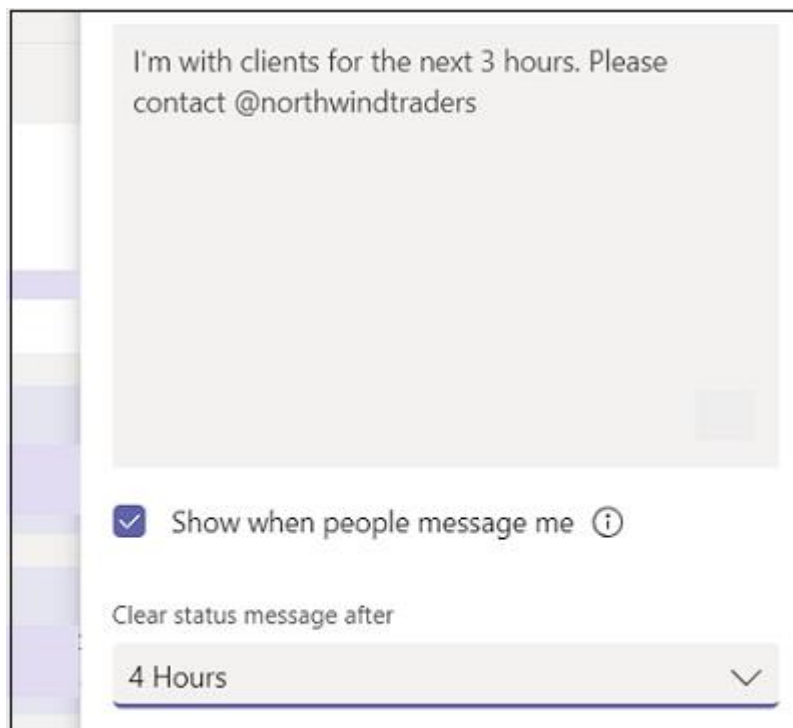 I'm with clients for the next 3 hours. Please
contact @northwindtraders
Show when people message me
Clear status message after
4 Hours